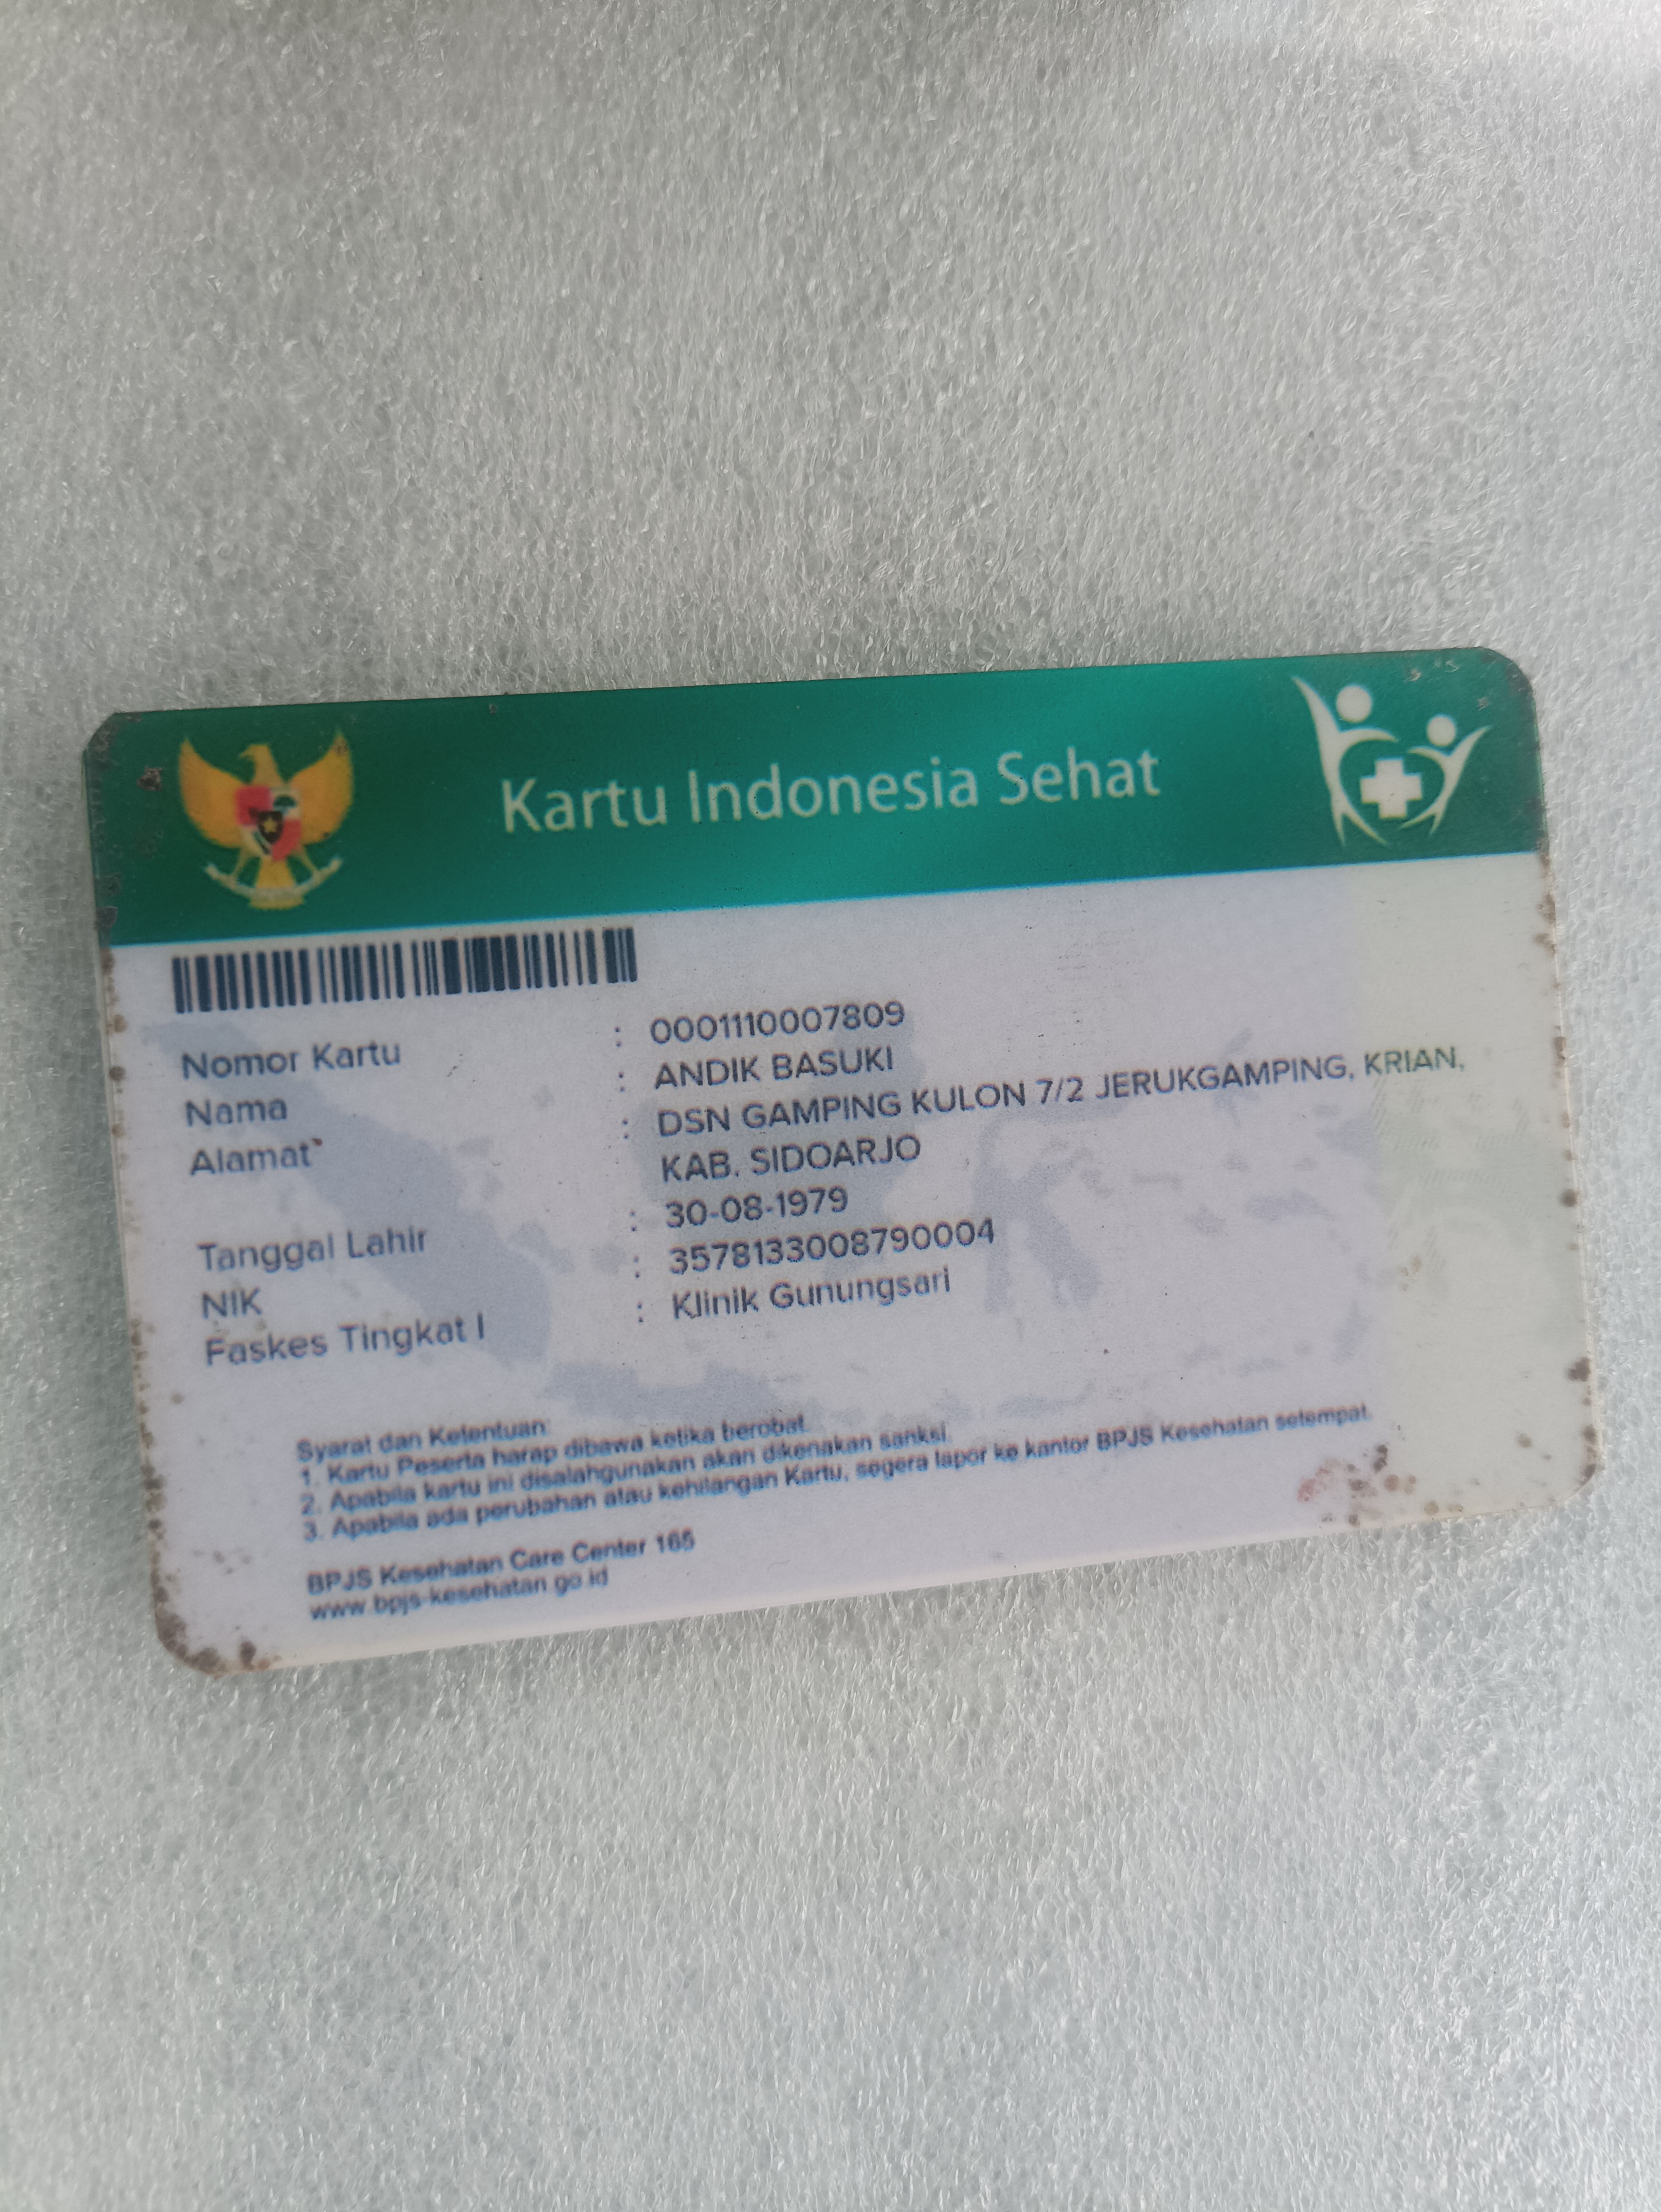 Kartu Indonesia Sehat
Nomor Kartu : 0001110007809
Nama : ANDIK BASUKI
Alamat : DSN GAMPING KULON 7/2 JERUKGAMPING, KRIAN,
KAB. SIDOARJO
Tanggal Lahir : 30-08-1979
NIK : 3578133008790004
Faskes Tingkat I : Klinik Gunungsari
Syarat dan Ketentuan:
1. Kartu Peserta harap dibawa ketika berobat.
2. Apabila kartu ini disalahgunakan akan dikenakan sanksi.
3. Apabila ada perubahan atau kehilangan Kartu, segera lapor ke kantor BPJS Kesehatan setempat.
BPJS Kesehatan Care Center 165
www.bpjs-kesehatan.go.id